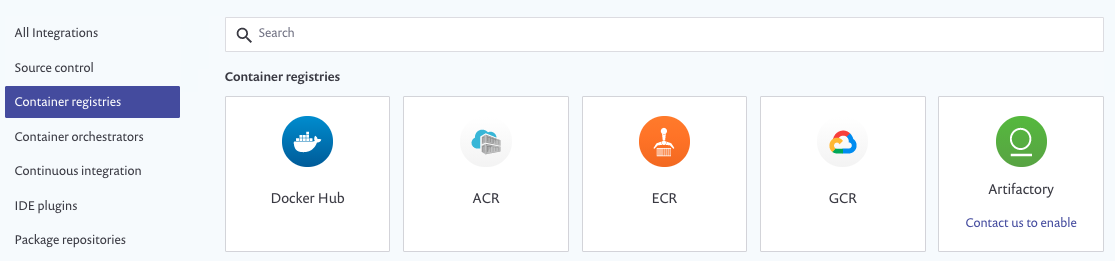 All Integrations
Source control
Container registries
Container orchestrators
Continuous integration
IDE plugins
Package repositories
Search
Container registries
Docker Hub
ACR
ECR
GCR
Artifactory
Contact us to enable